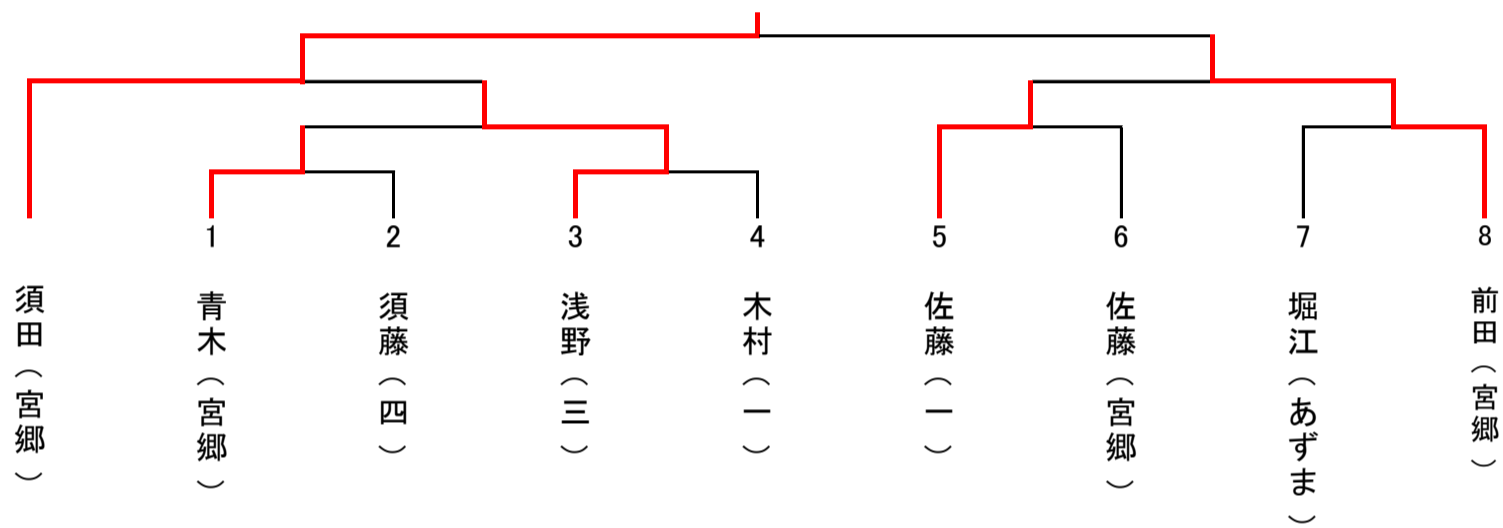 1
2
3
4
5
6
7
8
須田（宮郷）
青木（宮郷）
須藤（四）
浅野（三）
木村（一）
佐藤（一）
佐藤（宮郷）
堀江（あずま）
前田（宮郷）